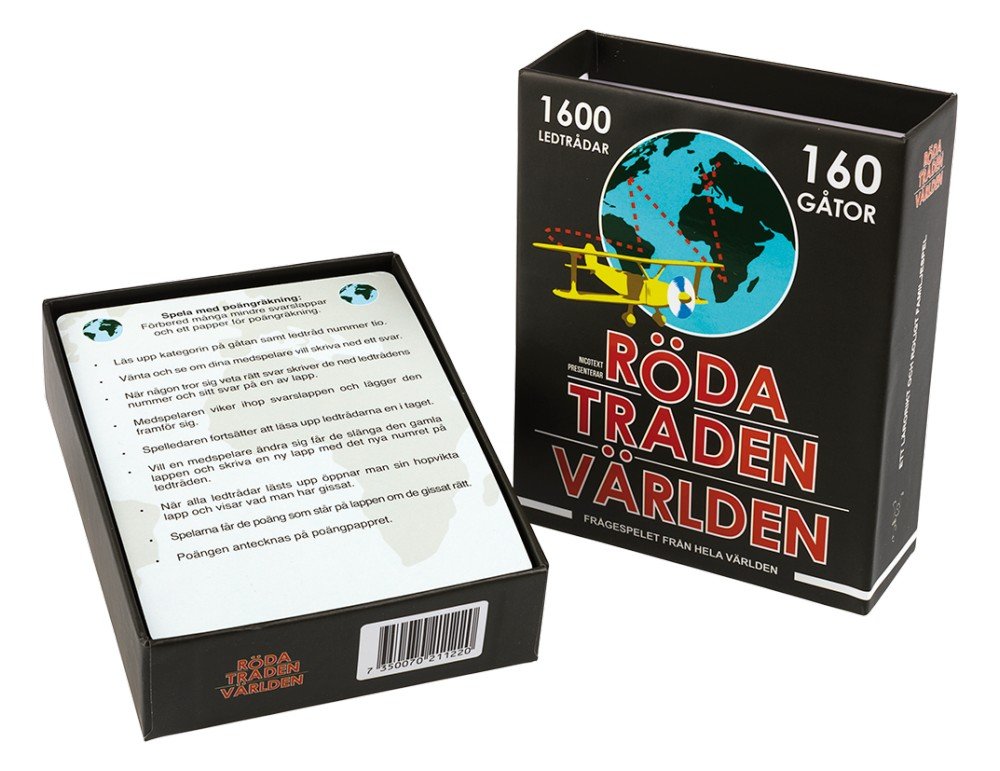 Spela med poängräkning:
Förbered många mindre svarslappar
och ett papper för poängräkning.
• Läs upp kategorin på gåtan samt ledtråd nummer tio.
• Vänta och se om dina medspelare vill skriva ned ett svar.
• När någon tror sig veta rätt svar skriver de ned ledtrådens
nummer och sitt svar på en av lapp.
• Medspelaren viker ihop svarslappen och lägger den
framför sig.
• Spelledaren fortsätter att läsa upp ledtrådarna en i taget.
• Vill en medspelare ändra sig får de slänga den gamla
lappen och skriva en ny lapp med det nya numret på
ledtråden.
• När alla ledtrådar lästs upp öppnar man sin hopvikta
lapp och visar vad man har gissat.
• Spelarna får de poäng som står på lappen om de gissat rätt.
• Poängen antecknas på poängpappret.
RÖDA
TRÅDEN
VÄRLDEN
7 350070 211220
1600
LEDTRÅDAR
160
GÅTOR
NICOTEXT
PRESENTERAR
RÖDA
TRÅDEN
VÄRLDEN
FRÅGESPELET FRÅN HELA VÄRLDEN
RÖDA
TRÅDEN
VÄRLDEN
ETT LÄRORIKT OCH ROLIGT FAMILJESPEL